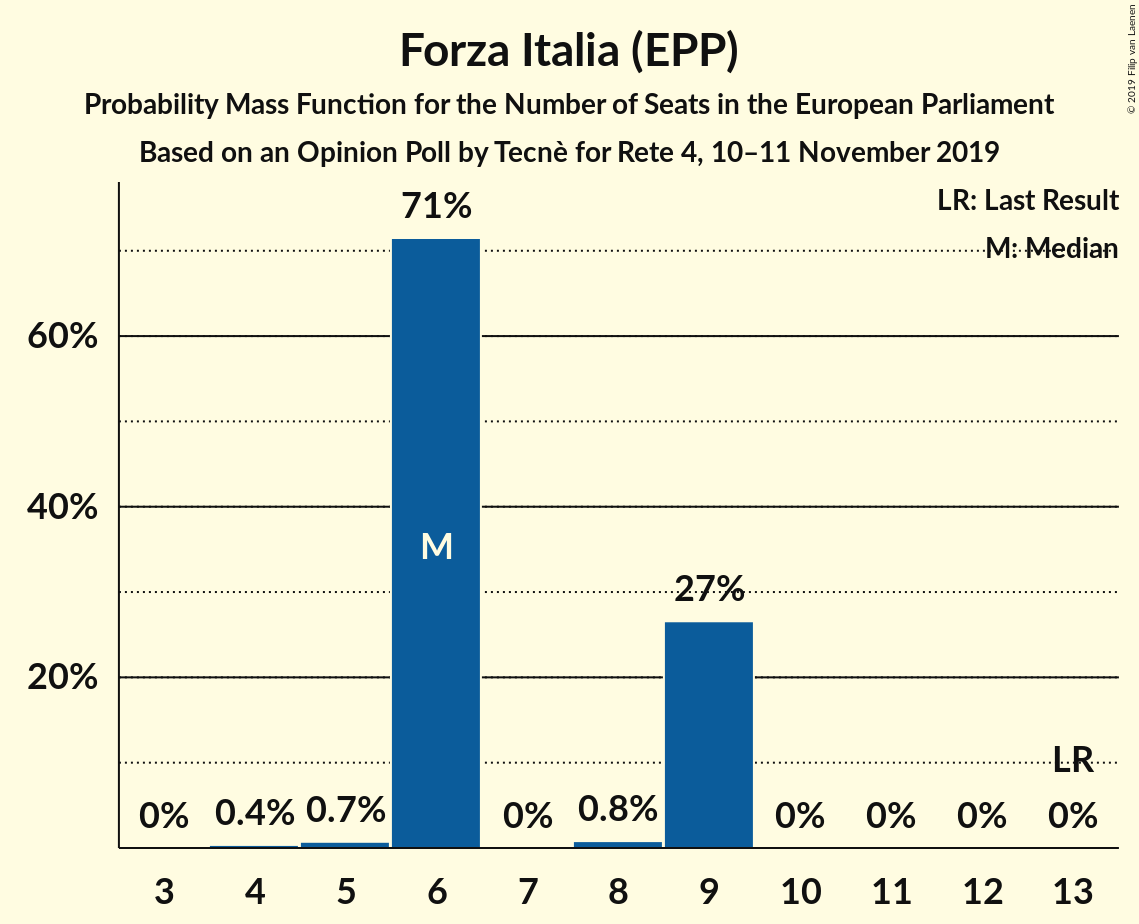 Forza Italia (EPP)
Probability Mass Function for the Number of Seats in the European Parliament
Based on an Opinion Poll by Tecnè for Rete 4, 10–11 November 2019
© 2019 Filip van Laenen
LR: Last Result
M: Median
71%
60%
40%
M
27%
20%
LR
0% 0.4% 0.7% 0% 0.8% 0% 0% 0% 0%
3 4 5 6 7 8 9 10 11 12 13